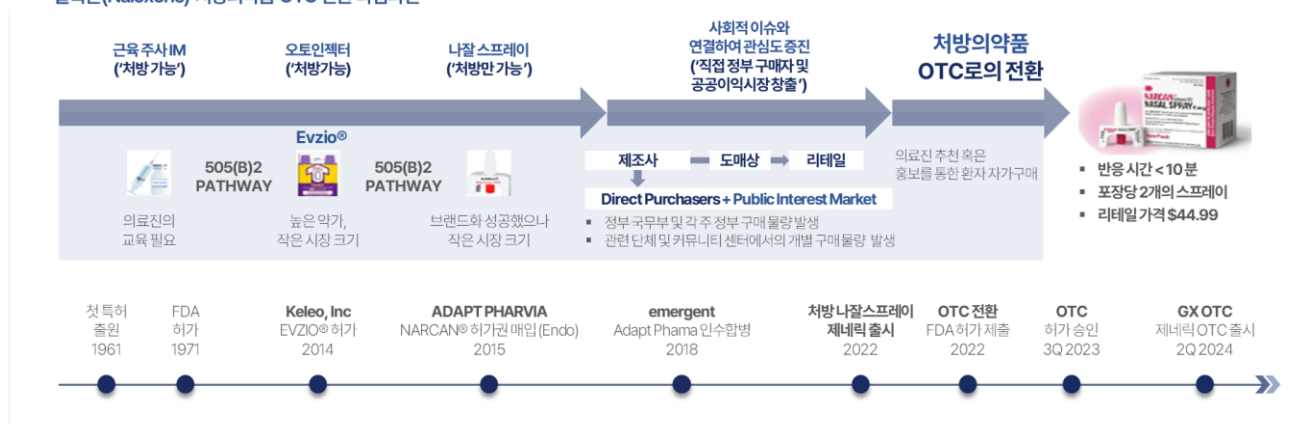 근육 주사 IM
('처방 가능')
오토인젝터
('처방가능)
나잘 스프레이
('처방만 가능')
사회적 이슈와
연결하여 관심도 증진
('직접 정부 구매자 및
공공이익시장 창출')
처방의약품
OTC로의 전환
Evzio®
505(B)2
PATHWAY
505(B)2
PATHWAY
의료진의
교육 필요
높은 약가,
작은 시장 크기
브랜드화 성공했으나
작은 시장 크기
제조사
도매상
리테일
Direct Purchasers + Public Interest Market
▪ 정부 국무부 및 각 주 정부 구매 물량 발생
▪ 관련 단체 및 커뮤니티 센터에서의 개별 구매 물량 발생
의료진 추천 혹은
홍보를 통한 환자 자가구매
NARCAN
NASAL SPRAY
▪ 반응 시간 < 10 분
▪ 포장당 2개의 스프레이
▪ 리테일 가격 $44.99
첫 특허
출원
1961
FDA
허가
1971
Keleo, Inc
EVZIO® 허가
2014
ADAPT PHARVIA
NARCAN® 허가권 매입 (Endo)
2015
emergent
Adapt Phama 인수합병
2018
처방 나잘스프레이
제네릭 출시
2022
OTC 전환
FDA 허가 제출
2022
OTC
허가 승인
3Q 2023
GX OTC
제네릭 OTC 출시
2Q 2024